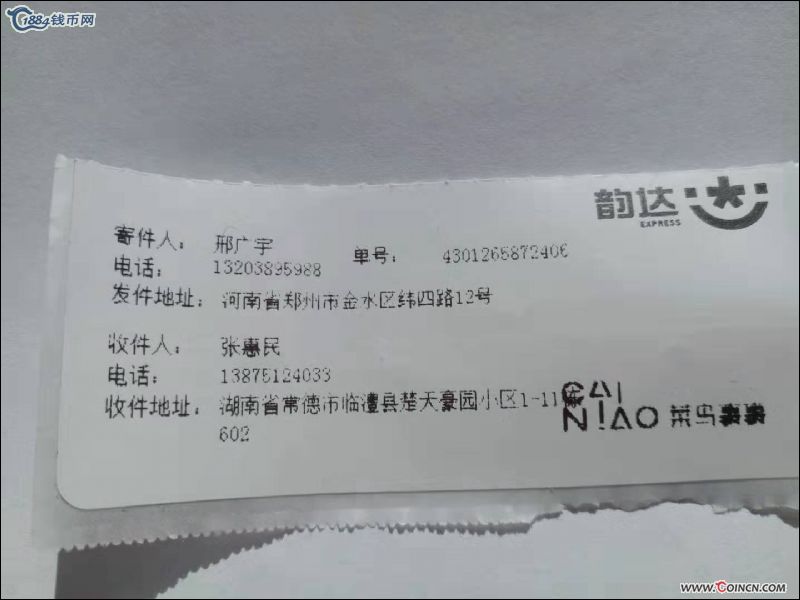 1884钱币网
韵达
EXPRESS
寄件人： 邢广宇 单号： 4301265872406
电话： 13203895988
发件地址： 河南省郑州市金水区纬四路12号
收件人： 张惠民
电话： 13875124033
收件地址： 湖南省常德市临澧县楚天豪园小区1-11
602
CAI
NIAO 菜鸟裹裹
WWW.COINCN.COM